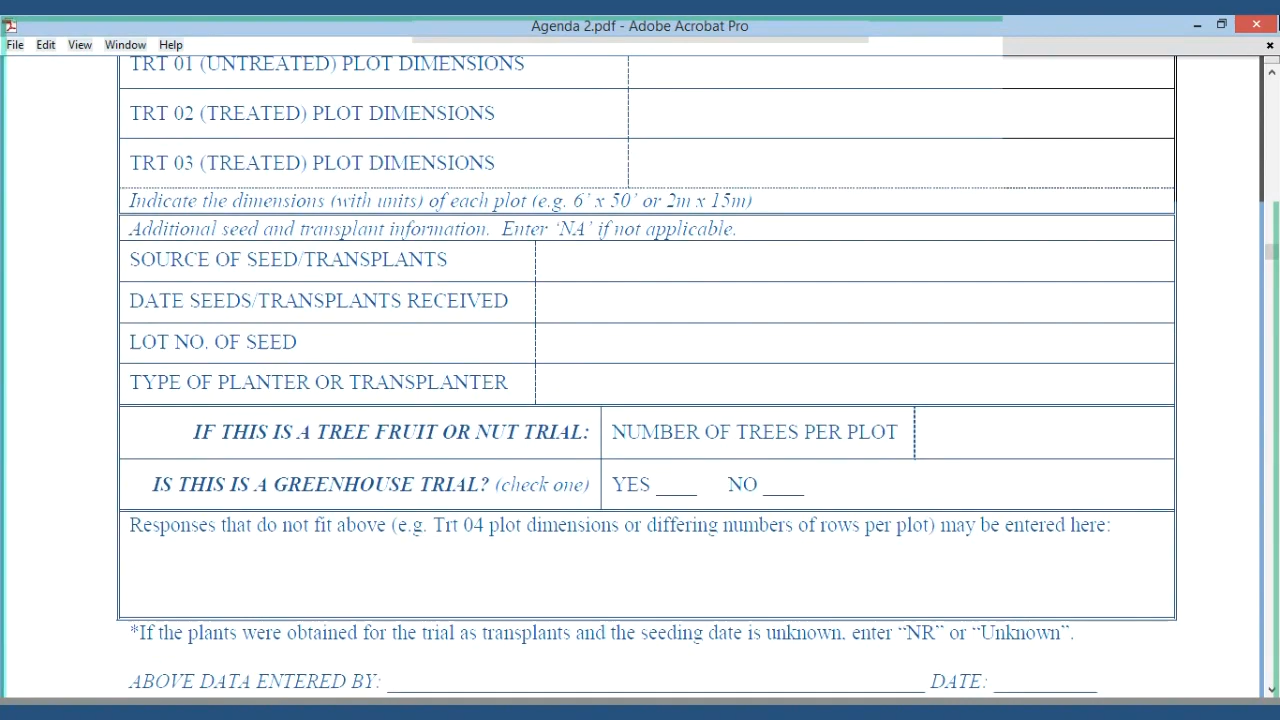 Agenda 2.pdf - Adobe Acrobat Pro
File Edit View Window Help
TRT 01 (UNTREATED) PLOT DIMENSIONS
TRT 02 (TREATED) PLOT DIMENSIONS
TRT 03 (TREATED) PLOT DIMENSIONS
Indicate the dimensions (with units) of each plot (e.g. 6’ x 50’ or 2m x 15m)
Additional seed and transplant information. Enter ‘NA’ if not applicable.
SOURCE OF SEED/TRANSPLANTS
DATE SEEDS/TRANSPLANTS RECEIVED
LOT NO. OF SEED
TYPE OF PLANTER OR TRANSPLANTER
IF THIS IS A TREE FRUIT OR NUT TRIAL: NUMBER OF TREES PER PLOT
IS THIS IS A GREENHOUSE TRIAL? (check one) YES ____ NO ____
Responses that do not fit above (e.g. Trt 04 plot dimensions or differing numbers of rows per plot) may be entered here:
*If the plants were obtained for the trial as transplants and the seeding date is unknown, enter “NR” or “Unknown”.
ABOVE DATA ENTERED BY: ____________________ DATE: __________